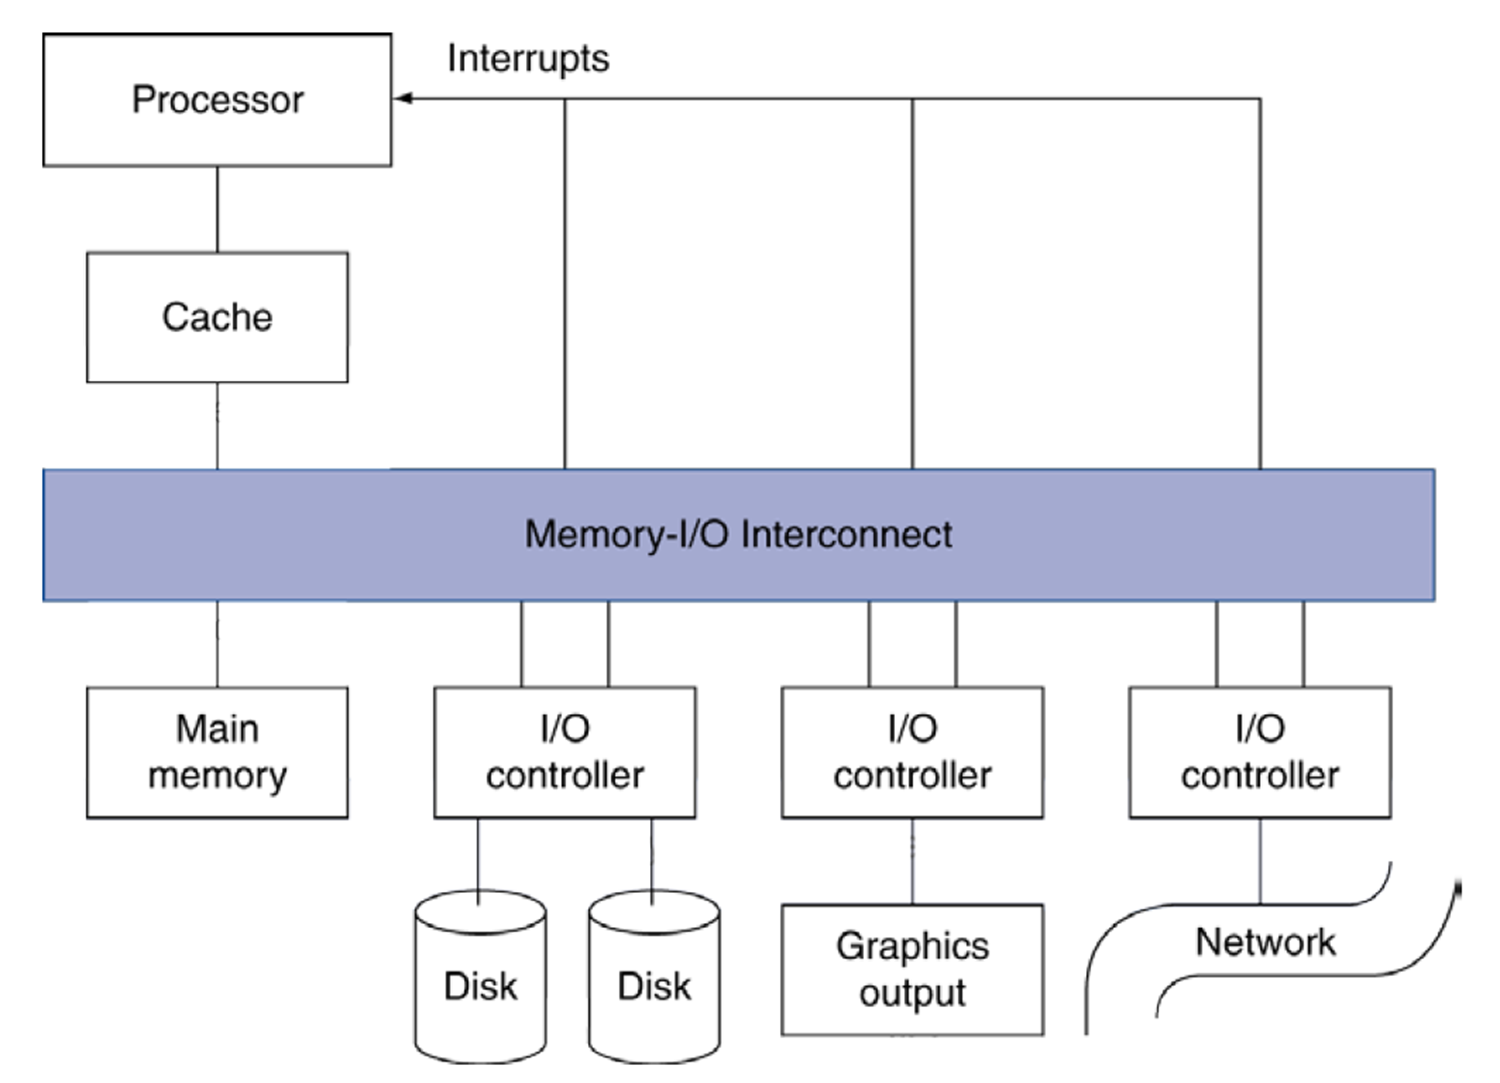 Interrupts
Processor
Cache
Memory-I/O Interconnect
Main
memory
I/O
controller
I/O
controller
I/O
controller
Disk
Disk
Graphics
output
Network